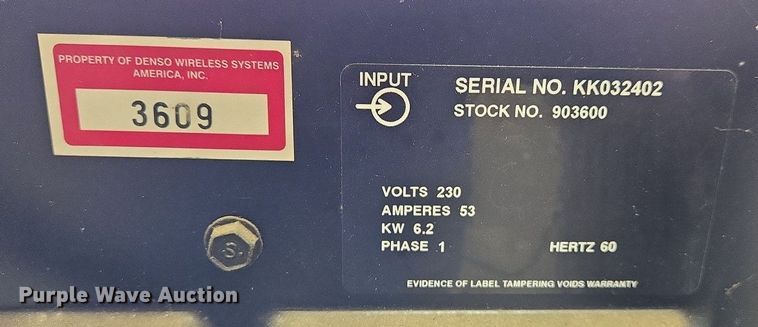 PROPERTY OF DENSO WIRELESS SYSTEMS
AMERICA, INC.
3609
INPUT
SERIAL NO. KK032402
STOCK NO. 903600
VOLTS 230
AMPERES 53
KW 6.2
PHASE 1 HERTZ 60
EVIDENCE OF LABEL TAMPERING VOIDS WARRANTY
S
Purple Wave Auction